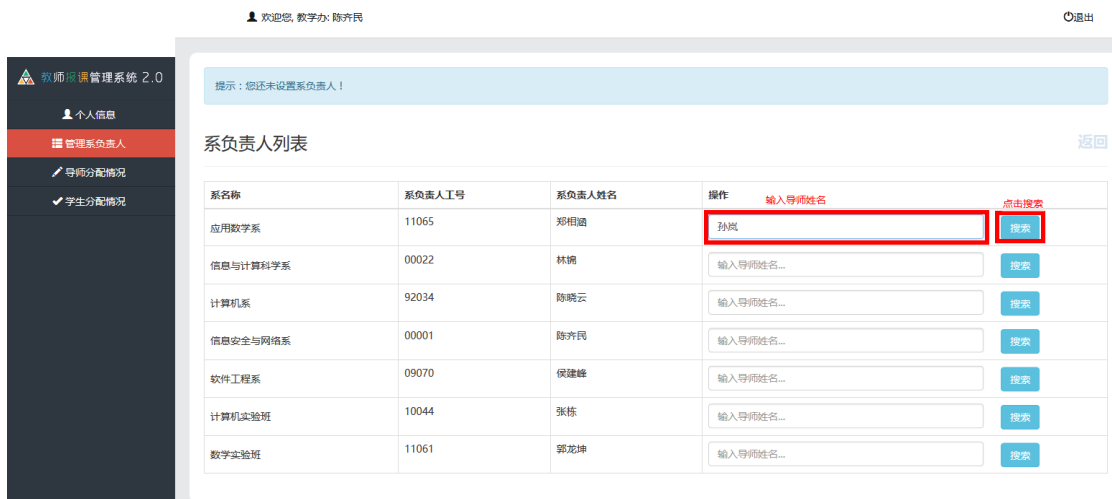 欢迎您, 教学办: 陈齐民
退出
教师报课管理系统 2.0
个人信息
管理系负责人
导师分配情况
学生分配情况
提示：您还未设置系负责人！
系负责人列表
返回
系名称 系负责人工号 系负责人姓名 操作 输入导师姓名 点击搜索
应用数学系 11065 郑相涵 孙岚 搜索
信息与计算科学系 00022 林锦 输入导师姓名... 搜索
计算机系 92034 陈晓云 输入导师姓名... 搜索
信息安全与网络系 00001 陈齐民 输入导师姓名... 搜索
软件工程系 09070 侯建峰 输入导师姓名... 搜索
计算机实验班 10044 张栋 输入导师姓名... 搜索
数学实验班 11061 郭龙坤 输入导师姓名... 搜索